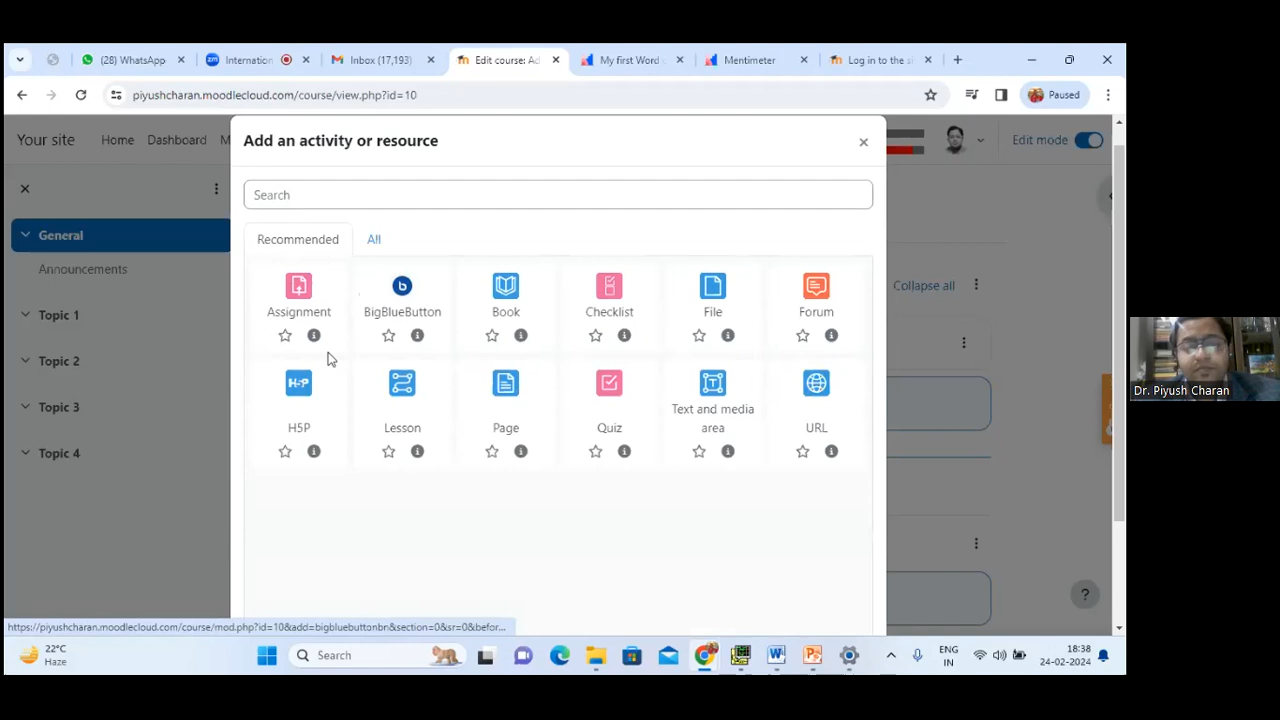 (28) WhatsApp
Internation
Inbox (17,193)
Edit course: Ad
My first Word
Mentimeter
Log in to the si
piyushcharan.moodlecloud.com/course/view.php?id=10
Paused
Your site
Home
Dashboard
M
Add an activity or resource
Edit mode
Search
General
Announcements
Topic 1
Topic 2
Topic 3
Topic 4
Recommended
All
Collapse all
Assignment
BigBlueButton
Book
Checklist
File
Forum
H5P
H5P
Lesson
Page
Quiz
Text and media
area
URL
Dr. Piyush Charan
https://piyushcharan.moodlecloud.com/course/mod.php?id=10&add=bigbluebuttonbn&section=0&sr=0&befor...
22°C
Haze
Search
ENG
IN
18:38
24-02-2024